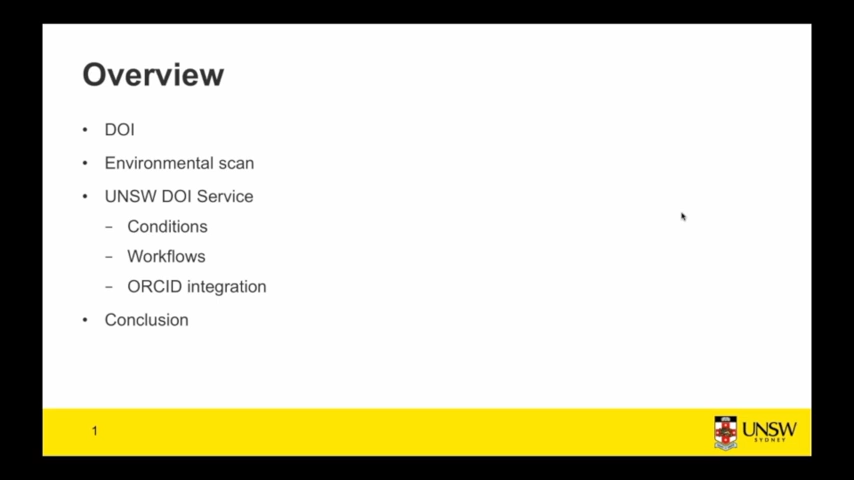 Overview
• DOI
• Environmental scan
• UNSW DOI Service
– Conditions
– Workflows
– ORCID integration
• Conclusion
1
UNSW
SYDNEY